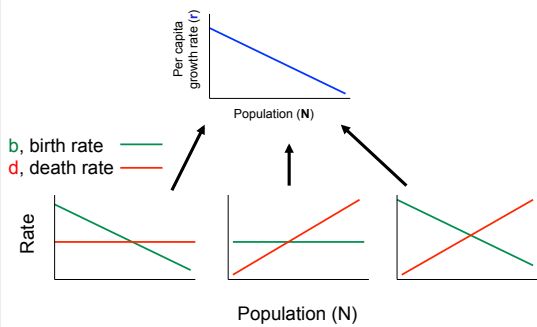 Per capita
growth rate (r)
Population (N)
b, birth rate
d, death rate
Rate
Population (N)